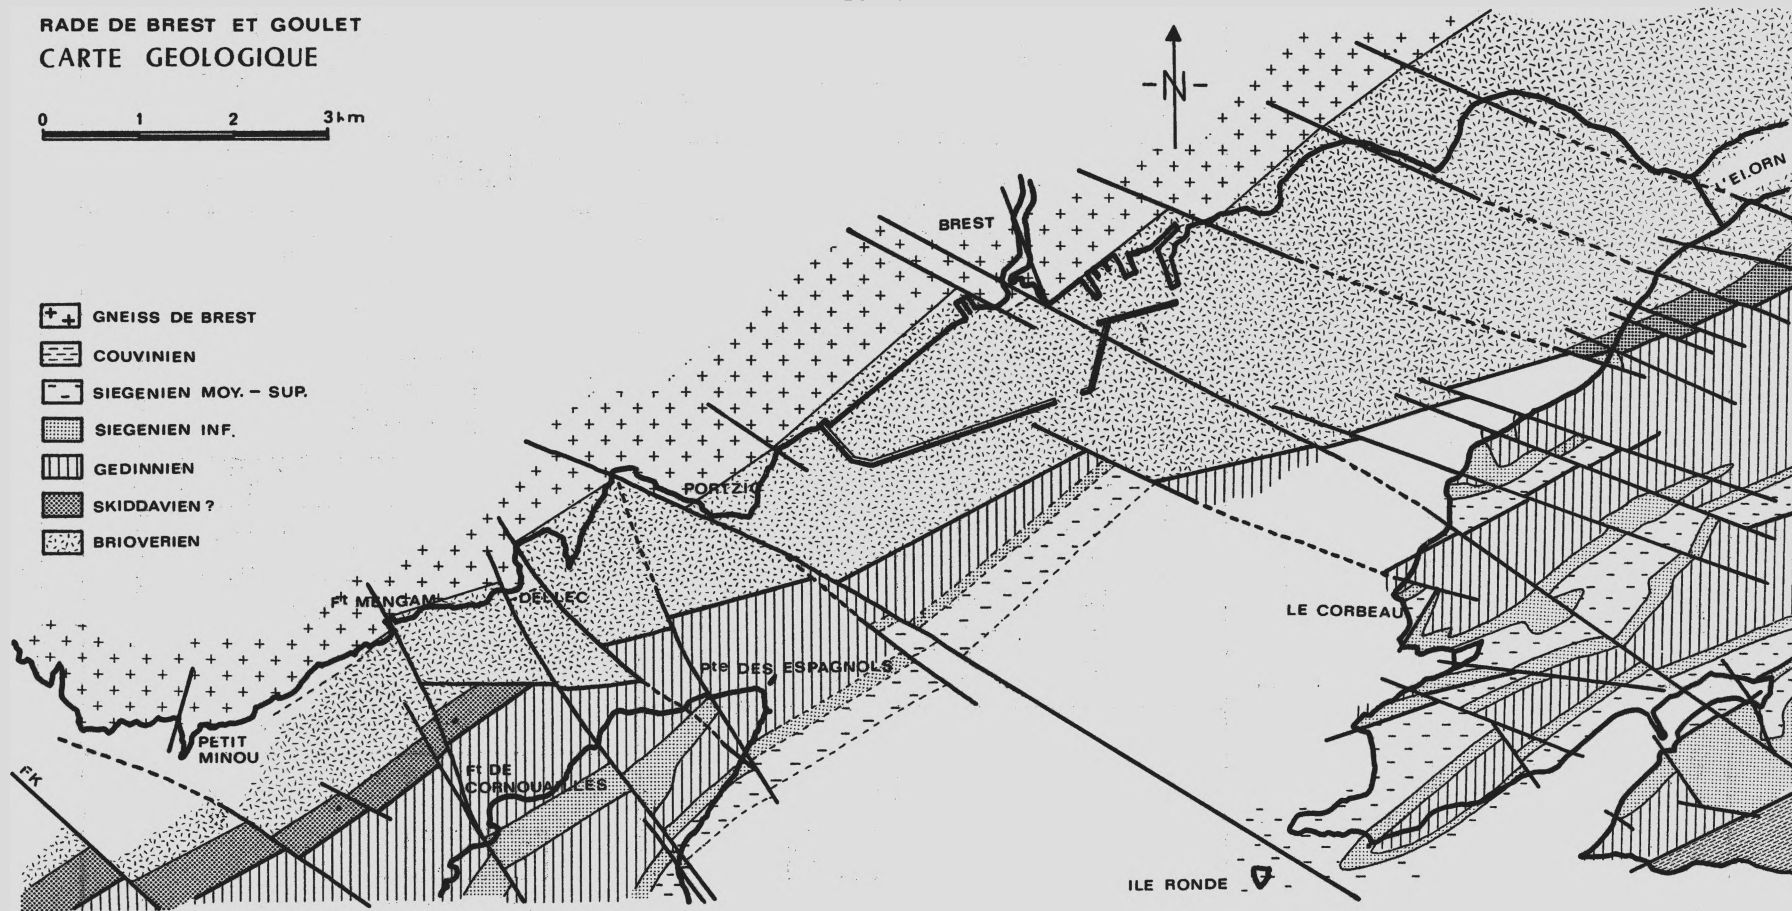 RADE DE BREST ET GOULET
CARTE GEOLOGIQUE
0 1 2 3km
N
BREST
L'ELORN
GNEISS DE BREST
COUVINIEN
SIEGENIEN MOY. - SUP.
SIEGENIEN INF.
GEDINNIEN
SKIDDAVIEN ?
BRIOVERIEN
PORTZIC
Ft MENGAM
DELLEC
LE CORBEAU
Pte DES ESPAGNOLS
PETIT
MINOU
FK
Ft DE
CORNOUAILLES
ILE RONDE